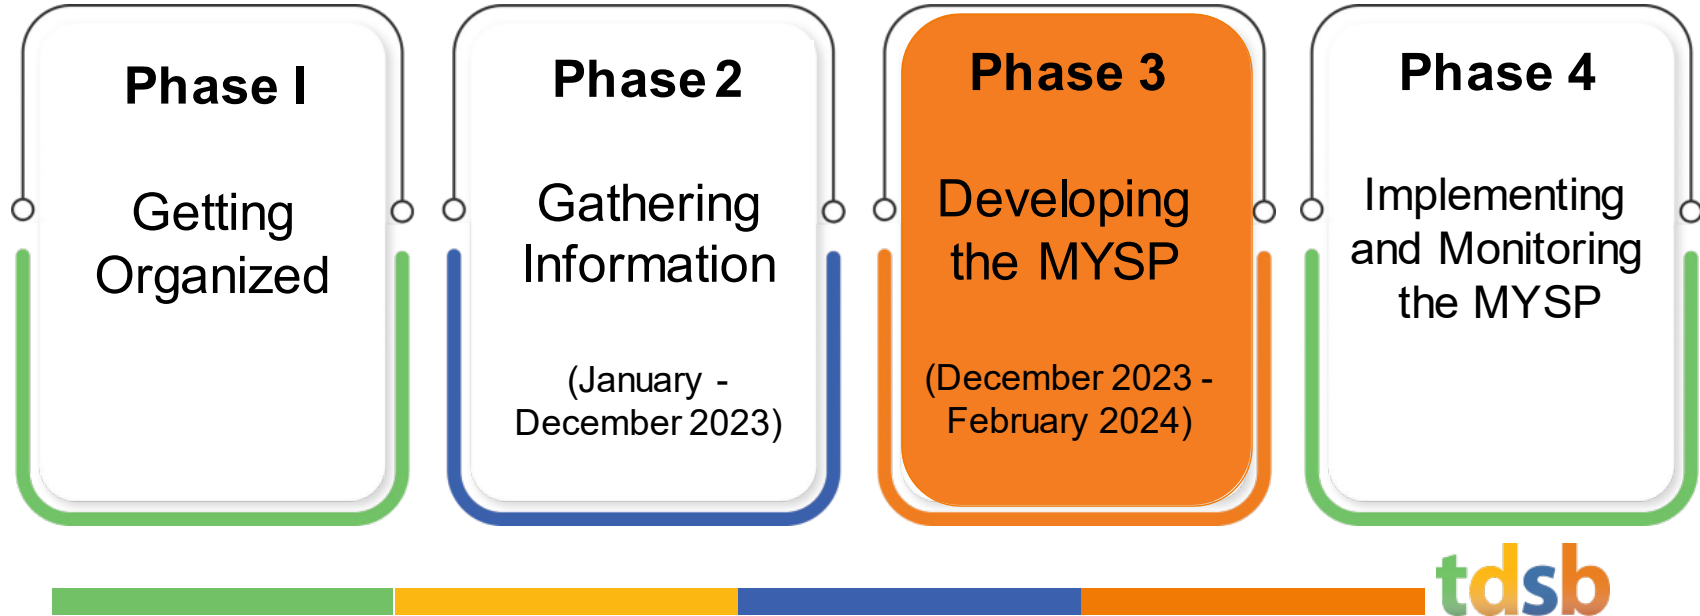 Phase I
Getting
Organized
Phase 2
Gathering
Information
(January -
December 2023)
Phase 3
Developing
the MYSP
(December 2023 -
February 2024)
Phase 4
Implementing
and Monitoring
the MYSP
tdsb